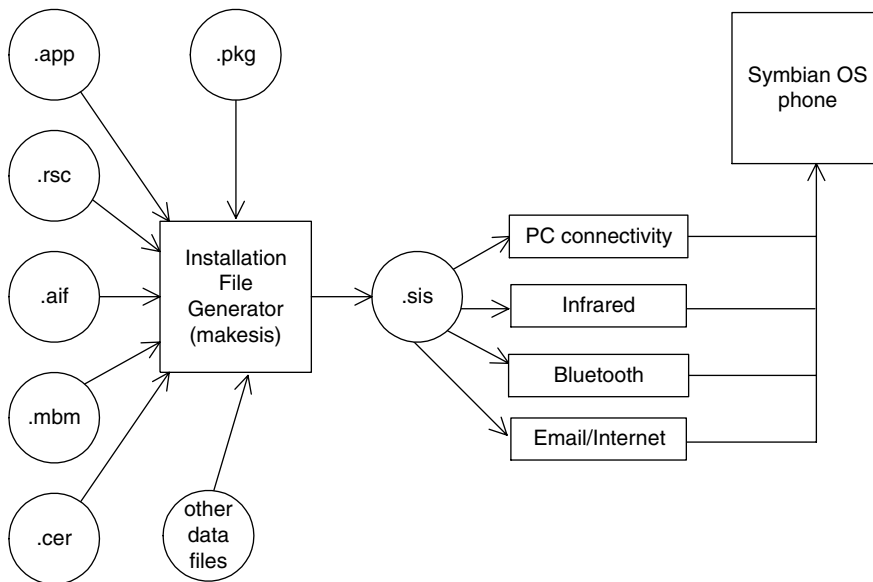 .app
.pkg
Symbian OS
phone
.rsc
Installation
File
Generator
(makesis)
.aif
.sis
PC connectivity
Infrared
Bluetooth
Email/Internet
.mbm
.cer
other
data
files